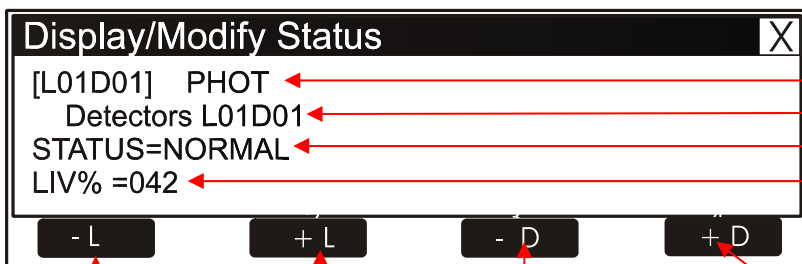 Display/Modify Status X
[L01D01] PHOT
Detectors L01D01
STATUS=NORMAL
LIV% =042
- L + L - D + D